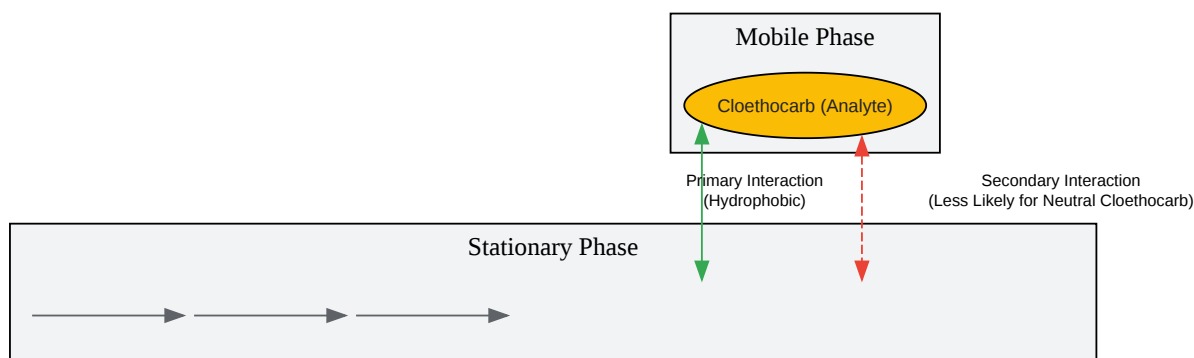 Mobile Phase
Cloethocarb (Analyte)
Primary Interaction
(Hydrophobic)
Secondary Interaction
(Less Likely for Neutral Cloethocarb)
Stationary Phase